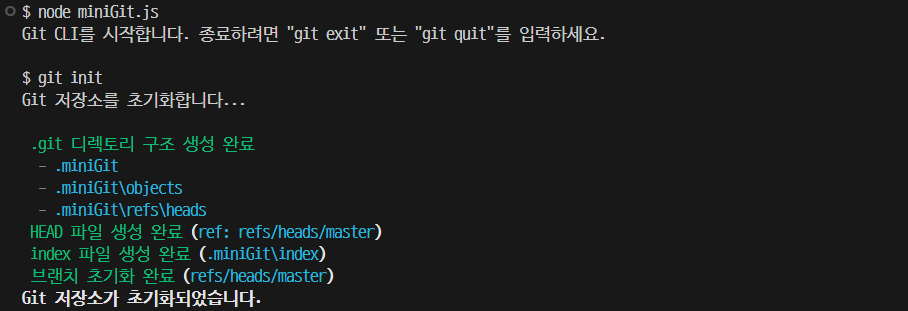 $ node miniGit.js
Git CLI를 시작합니다. 종료하려면 "git exit" 또는 "git quit"를 입력하세요.
$ git init
Git 저장소를 초기화합니다...
.git 디렉토리 구조 생성 완료
- .miniGit
- .miniGit\objects
- .miniGit\refs\heads
HEAD 파일 생성 완료 (ref: refs/heads/master)
index 파일 생성 완료 (.miniGit\index)
브랜치 초기화 완료 (refs/heads/master)
Git 저장소가 초기화되었습니다.